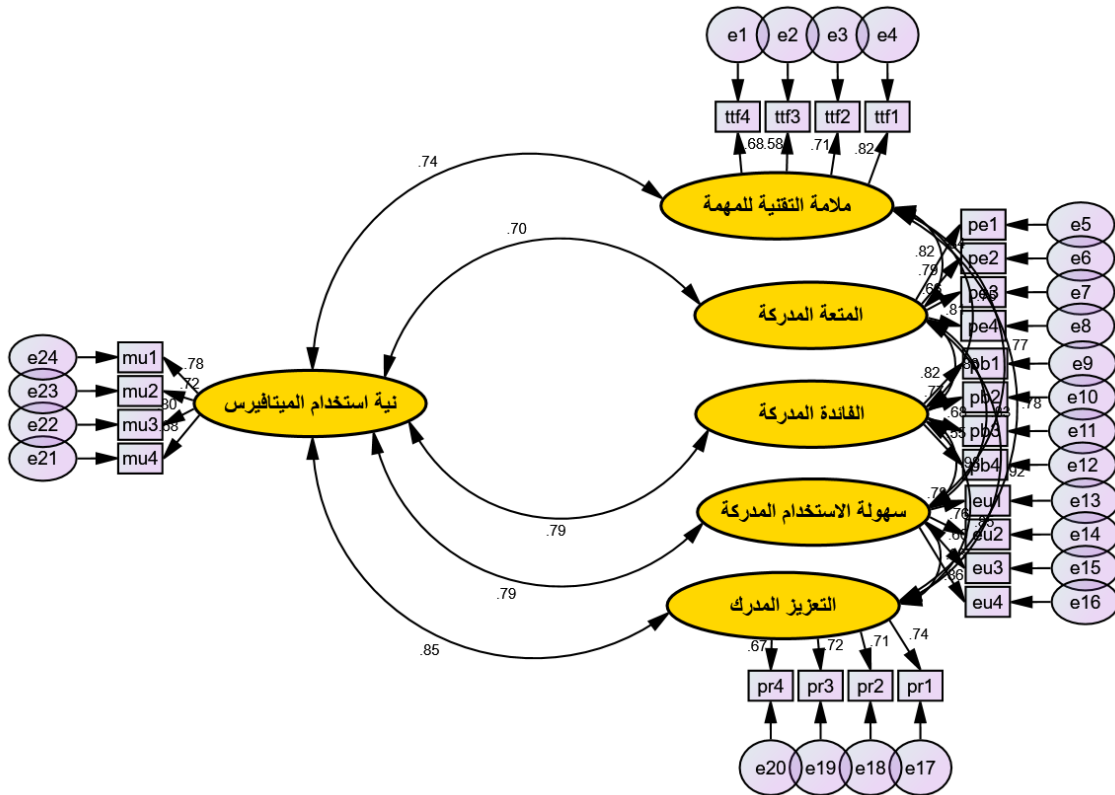 e1 e2 e3 e4
ttf4 ttf3 ttf2 ttf1
.68 .58 .71 .82
ملامة التقنية للمهمة
.74
.70
المتعة المدركة
pe1 e5
pe2 e6
pe3 e7
pe4 e8
.82
.79
.77
الفائدة المدركة
pb1 e9
pb2 e10
pb3 e11
pb4 e12
.82
.78
.79
e24 mu1 .78
e23 mu2 .72
e22 mu3
e21 mu4
نية استخدام الميتافيرس
سهولة الاستخدام المدركة
eu1 e13
eu2 e14
eu3 e15
eu4 e16
.76
.86
.79
التعزيز المدرك
.85
.67 .72 .71 .74
pr4 pr3 pr2 pr1
e20 e19 e18 e17